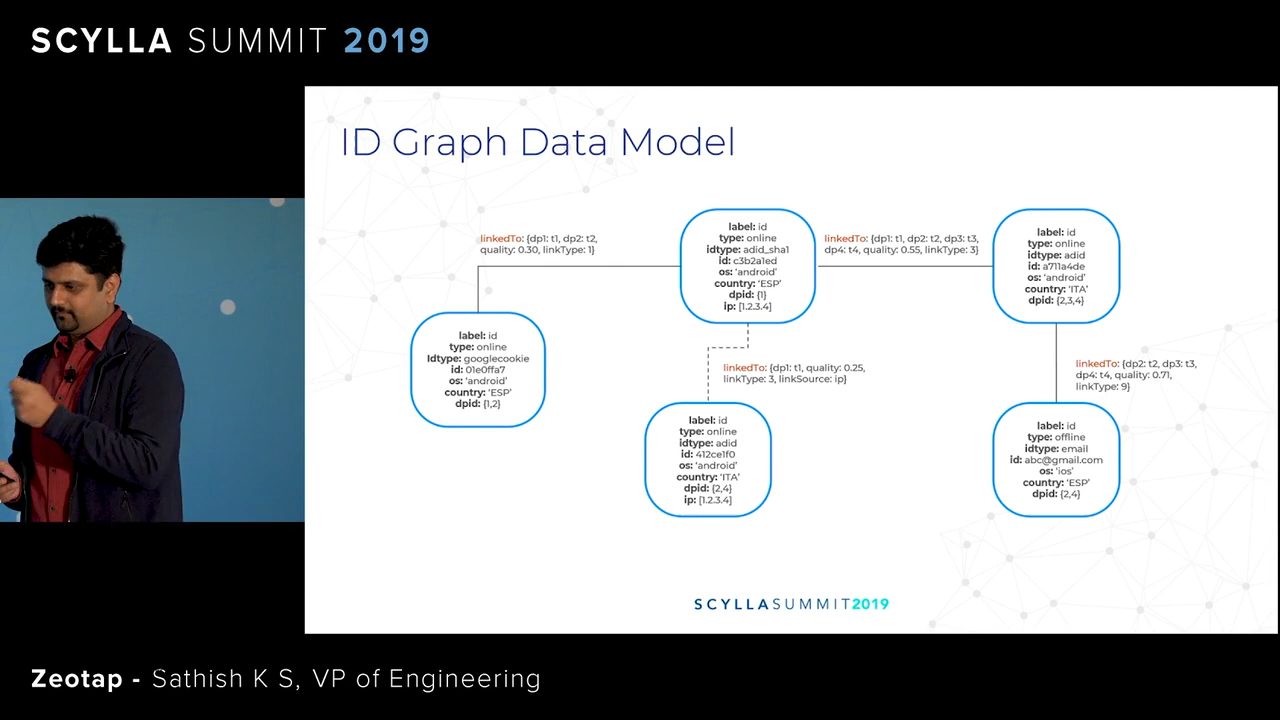 SCYLLA SUMMIT 2019
ID Graph Data Model
linkedTo: {dp1: t1, dp2: t2,
quality: 0.30, linkType: 1}
label: id
type: online
idtype: adid_sha1
id: c3b2a1ed
os: ‘android’
country: ‘ESP’
dpid: {1}
ip: [1.2.3.4]
linkedTo: {dp1: t1, dp2: t2, dp3: t3,
dp4: t4, quality: 0.55, linkType: 3}
label: id
type: online
idtype: adid
id: a711a4de
os: ‘android’
country: ‘ITA’
dpid: {2,3,4}
label: id
type: online
Idtype: googlecookie
id: 01e0ffa7
os: ‘android’
country: ‘ESP’
dpid: {1,2}
linkedTo: {dp1: t1, quality: 0.25,
linkType: 3, linkSource: ip}
linkedTo: {dp2: t2, dp3: t3,
dp4: t4, quality: 0.71,
linkType: 9}
label: id
type: online
idtype: adid
id: 412ce1f0
os: ‘android’
country: ‘ITA’
dpid: {2,4}
ip: [1.2.3.4]
label: id
type: offline
idtype: email
id: abc@gmail.com
os: ‘ios’
country: ‘ESP’
dpid: {2,4}
SCYLLASUMMIT2019
Zeotap - Sathish K S, VP of Engineering